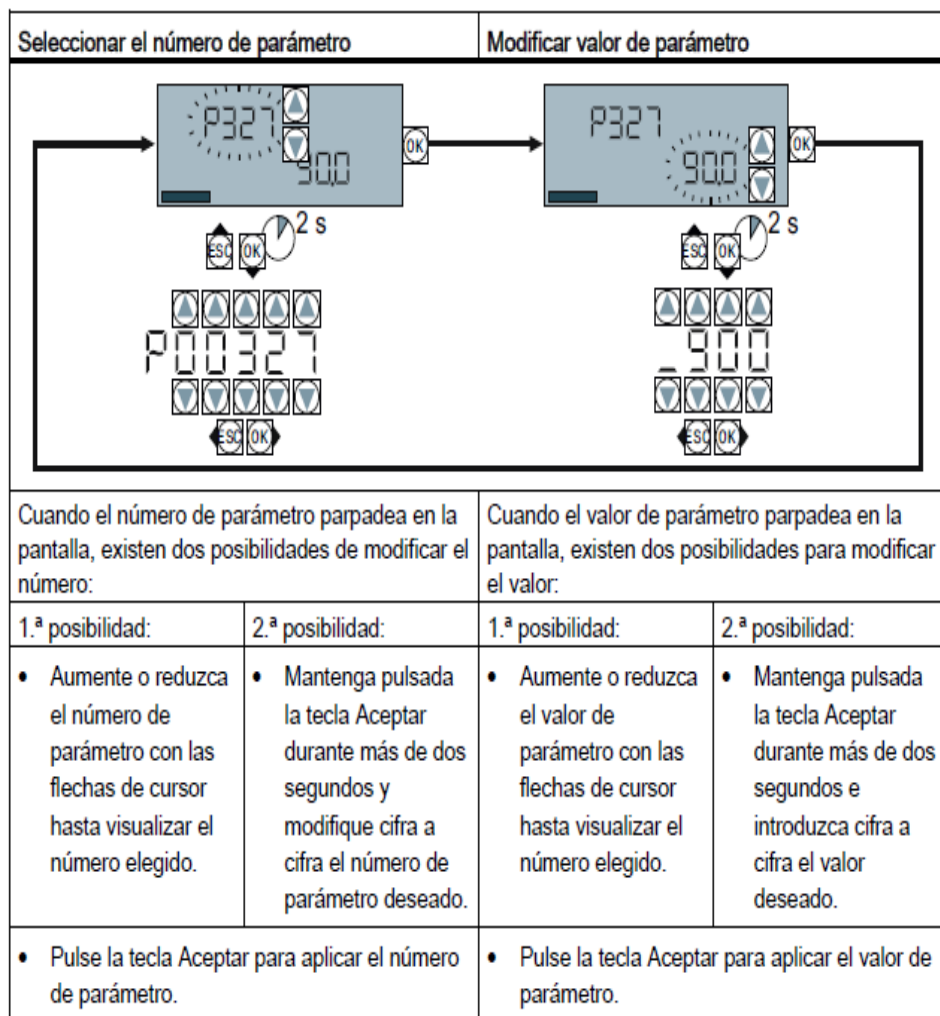 Seleccionar el número de parámetro
Modificar valor de parámetro
P327
90.0
OK
P327
90.0
OK
ESC OK 2 s
ESC OK 2 s
P00327
_900
ESC OK
ESC OK
Cuando el número de parámetro parpadea en la
pantalla, existen dos posibilidades de modificar el
número:
Cuando el valor de parámetro parpadea en la
pantalla, existen dos posibilidades para modificar
el valor:
1.ª posibilidad:
2.ª posibilidad:
1.ª posibilidad:
2.ª posibilidad:
• Aumente o reduzca
el número de
parámetro con las
flechas de cursor
hasta visualizar el
número elegido.
• Mantenga pulsada
la tecla Aceptar
durante más de dos
segundos y
modifique cifra a
cifra el número de
parámetro deseado.
• Aumente o reduzca
el valor de
parámetro con las
flechas de cursor
hasta visualizar el
número elegido.
• Mantenga pulsada
la tecla Aceptar
durante más de dos
segundos e
introduzca cifra a
cifra el valor
deseado.
• Pulse la tecla Aceptar para aplicar el número
de parámetro.
• Pulse la tecla Aceptar para aplicar el valor de
parámetro.